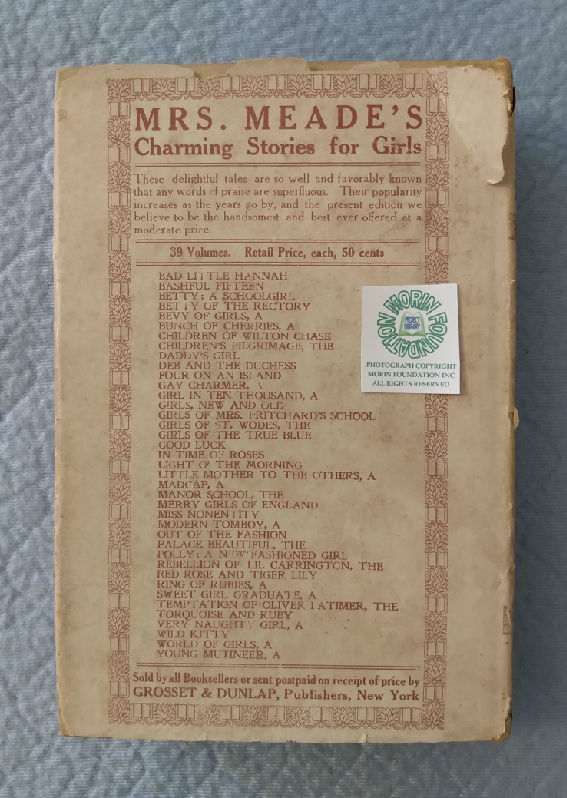 MRS. MEADE'S
Charming Stories for Girls
These delightful tales are so well and favorably known
that any words of praise are superfluous. Their popularity
increases as the years go by, and the present edition we
believe to be the handsomest and best ever offered at a
moderate price.
39 Volumes. Retail Price, each, 50 cents
BAD LITTLE HANNAH
BASHFUL FIFTEEN
BETTY: A SCHOOLGIRL
BETTY OF THE RECTORY
BEVY OF GIRLS, A
BUNCH OF CHERRIES, A
CHILDREN OF WILTON CHASE
CHILDREN'S PILGRIMAGE, THE
DADDY'S GIRL
DEB AND THE DUCHESS
FOUR ON AN ISLAND
GAY CHARMER, A
GIRL IN TEN THOUSAND, A
GIRLS, NEW AND OLD
GIRLS OF MRS. PRITCHARD'S SCHOOL
GIRLS OF ST. WODES, THE
GIRLS OF THE TRUE BLUE
GOOD LUCK
IN TIME OF ROSES
LIGHT O' THE MORNING
LITTLE MOTHER TO THE OTHERS, A
MADCAP, A
MANOR SCHOOL, THE
MERRY GIRLS OF ENGLAND
MISS NONENTITY
MODERN TOMBOY, A
OUT OF THE FASHION
PALACE BEAUTIFUL, THE
POLLY: A NEW FASHIONED GIRL
REBELLION OF LIL CARRINGTON, THE
RED ROSE AND TIGER LILY
RING OF RUBIES, A
SWEET GIRL GRADUATE, A
TEMPTATION OF OLIVER LATIMER, THE
TORQUOISE AND RUBY
VERY NAUGHTY GIRL, A
WILD KITTY
WORLD OF GIRLS, A
YOUNG MUTINEER, A
Sold by all Booksellers or sent postpaid on receipt of price by
GROSSET & DUNLAP, Publishers, New York
MORIN FOUNDATION
LIBRARY
PHOTOGRAPH COPYRIGHT
MORIN FOUNDATION INC
ALL RIGHTS RESERVED